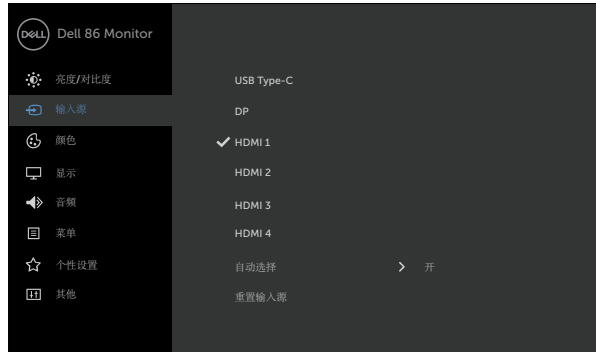 DELL Dell 86 Monitor
亮度/对比度
输入源
颜色
显示
音频
菜单
个性设置
其他
USB Type-C
DP
HDMI 1
HDMI 2
HDMI 3
HDMI 4
自动选择 开
重置输入源